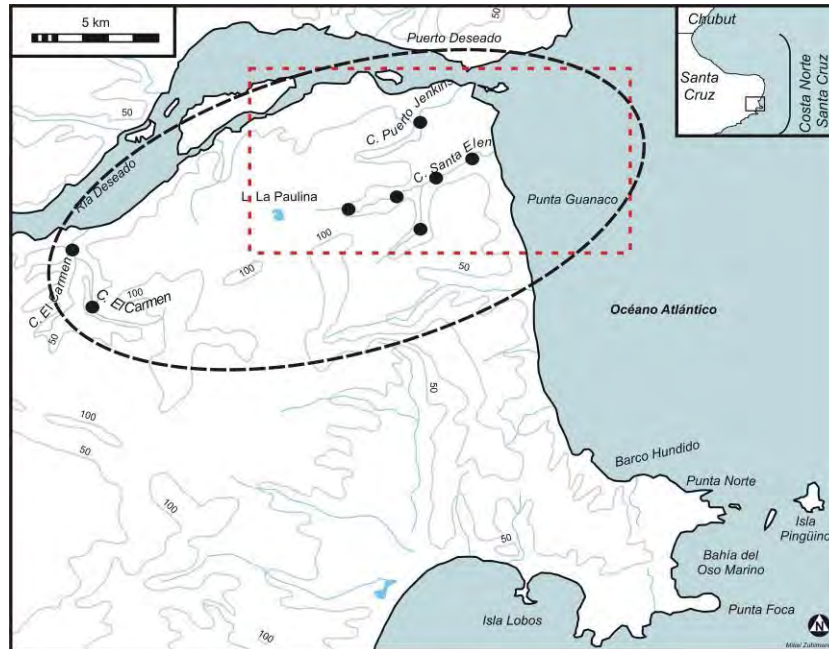 5 km
Puerto Deseado
Chubut
Santa
Cruz
Costa Norte
Santa Cruz
50
50
C. Puerto Jenkins
C. Santa Elen
Ría Deseado
L. La Paulina
Punta Guanaco
100
100
50
C. El Carmen
C. El Carmen
100
50
Océano Atlántico
50
100
50
100
Barco Hundido
Punta Norte
50
Isla
Pingüino
Bahía del
Oso Marino
Isla Lobos
Punta Foca
100
N